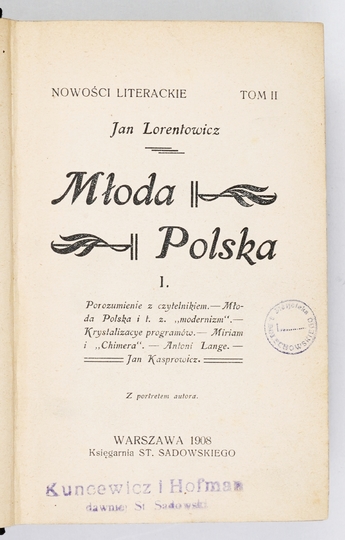 NOWOŚCI LITERACKIE TOM II
Jan Lorentowicz
Młoda
Polska
I.
Porozumienie z czytelnikiem.— Mło-
da Polska i t. z. „modernizm”.—
Krystalizacye programów.— Miriam
i „Chimera”. — Antoni Lange. —
Jan Kasprowicz.
Z portretem autora.
WARSZAWA 1908
Księgarnia ST. SADOWSKIEGO
Kuncewicz i Hofman
dawniej St. Sadowski